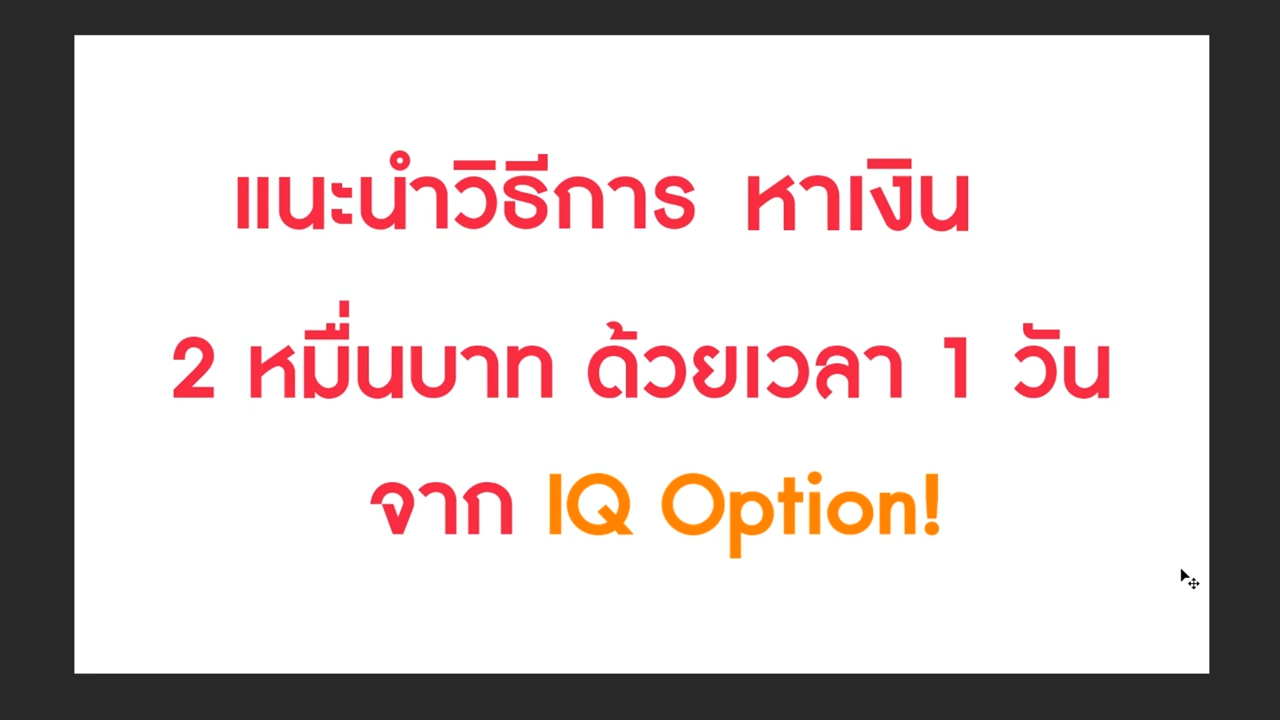 แนะนำวิธีการ หาเงิน
2 หมื่นบาท ด้วยเวลา 1 วัน
จาก IQ Option!